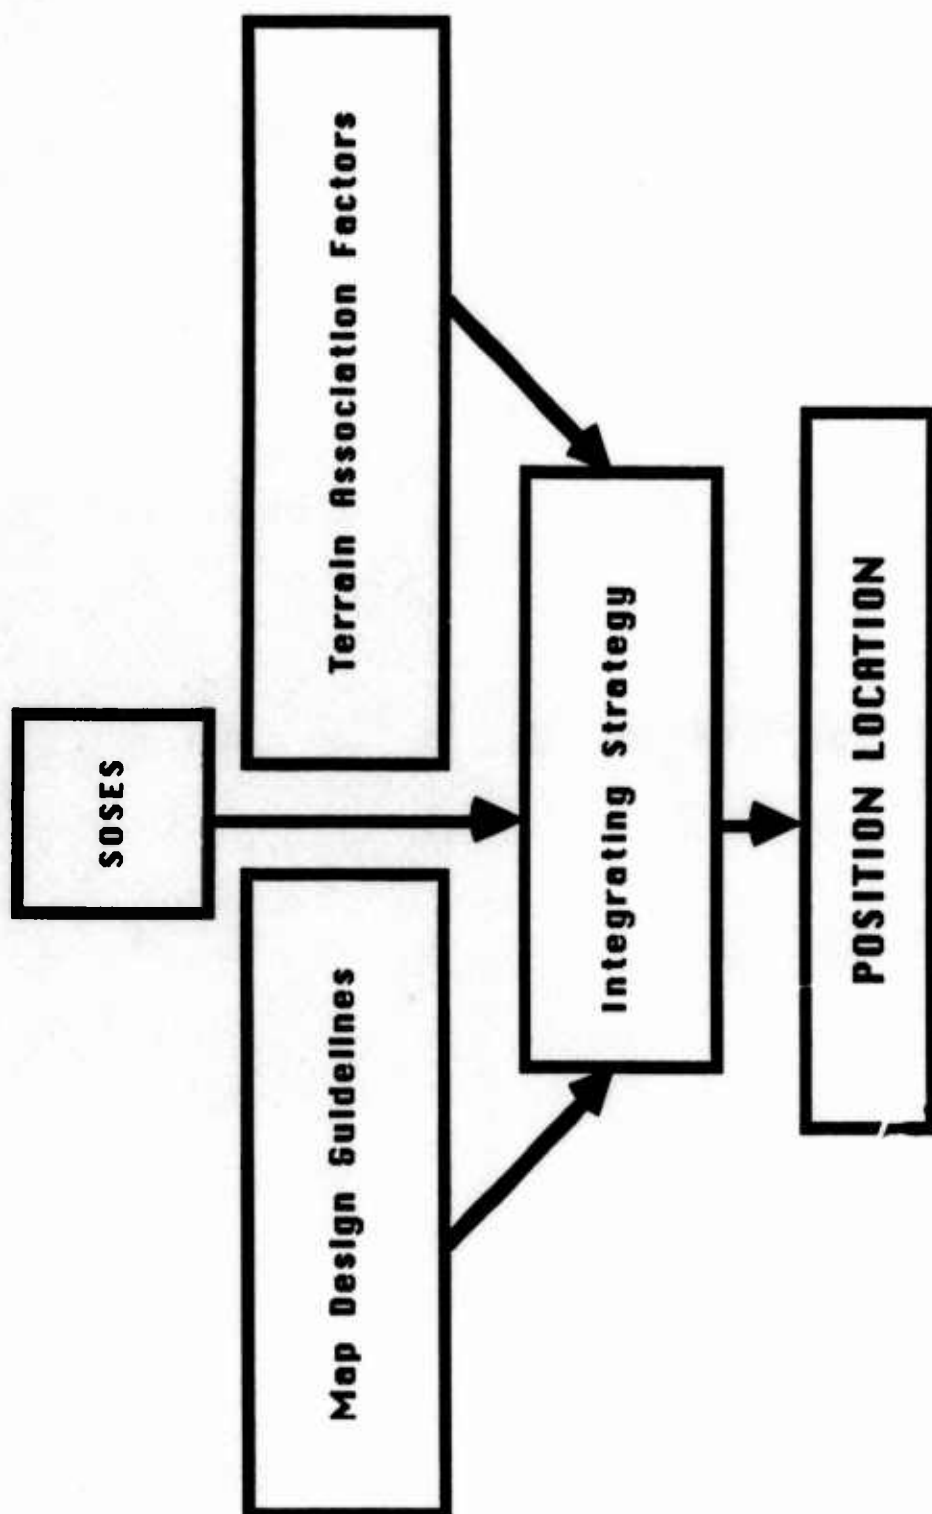 SOSES
Map Design Guidelines
Terrain Association Factors
Integrating Strategy
POSITION LOCATION